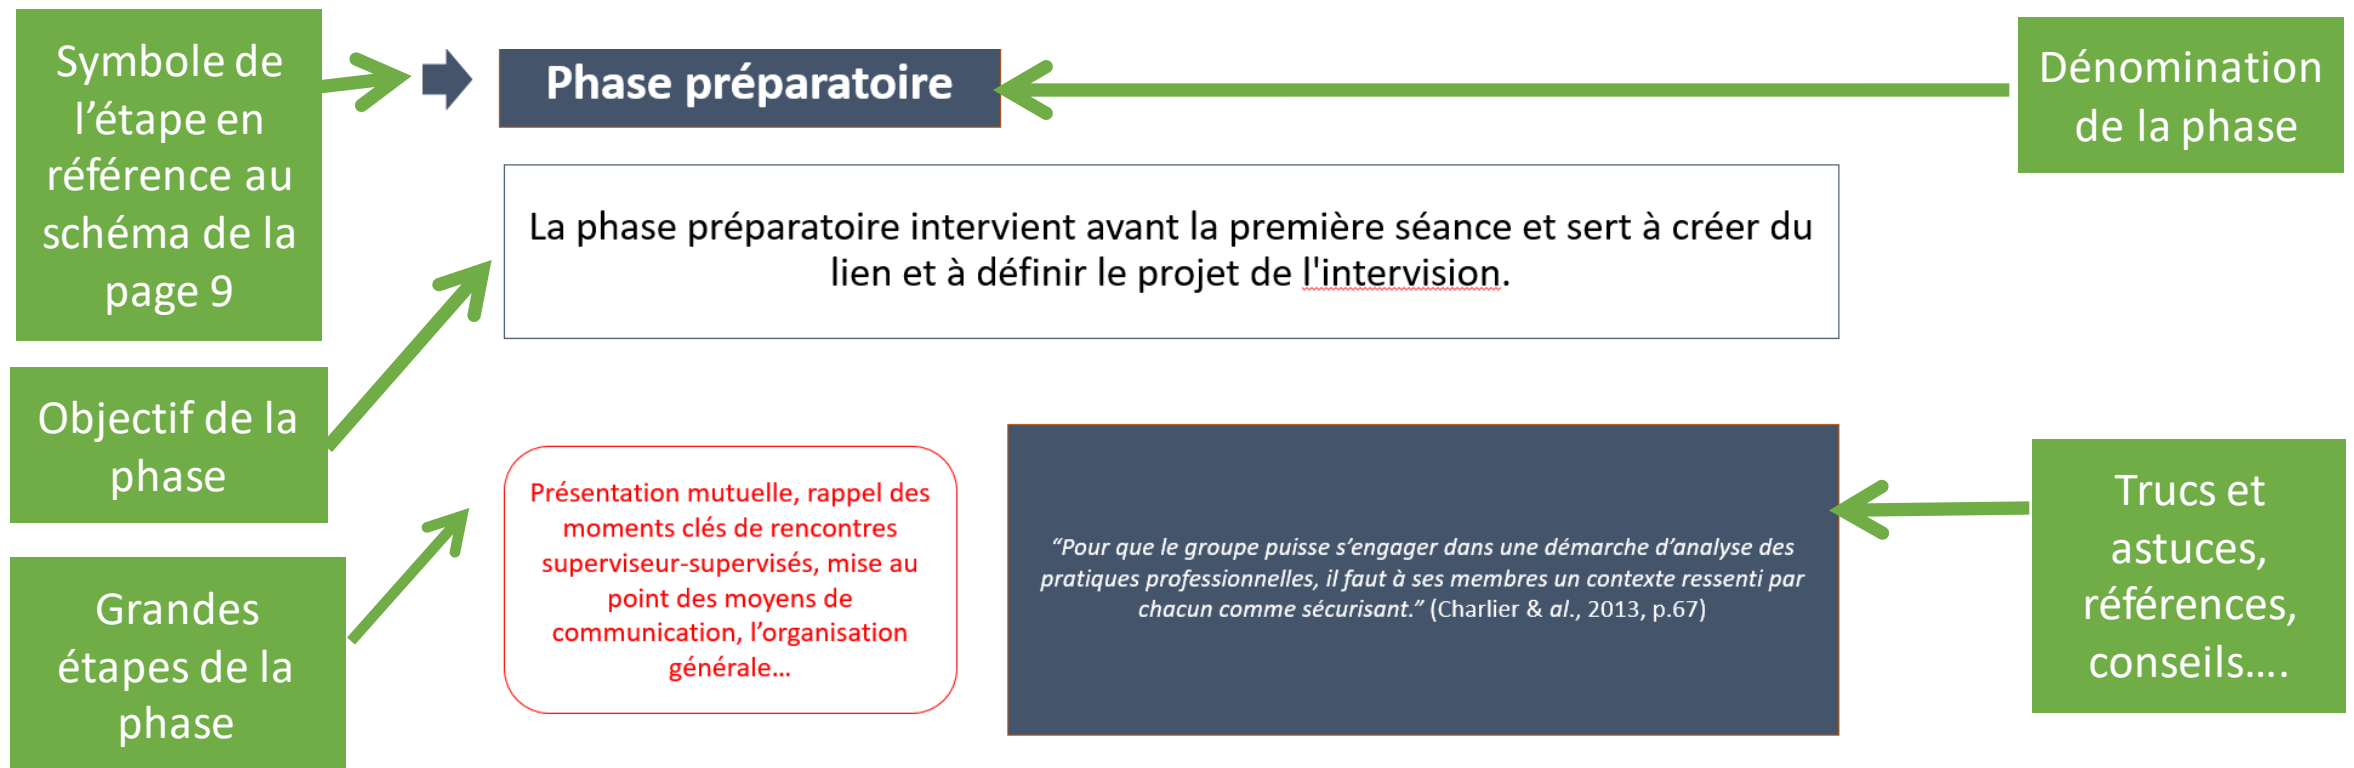 Symbole de
l’étape en
référence au
schéma de la
page 9
Phase préparatoire
Dénomination
de la phase
La phase préparatoire intervient avant la première séance et sert à créer du
lien et à définir le projet de l'intervision.
Objectif de la
phase
Grandes
étapes de la
phase
Présentation mutuelle, rappel des
moments clés de rencontres
superviseur-supervisés, mise au
point des moyens de
communication, l’organisation
générale...
“Pour que le groupe puisse s’engager dans une démarche d’analyse des
pratiques professionnelles, il faut à ses membres un contexte ressenti par
chacun comme sécurisant.” (Charlier & al., 2013, p.67)
Trucs et
astuces,
références,
conseils....